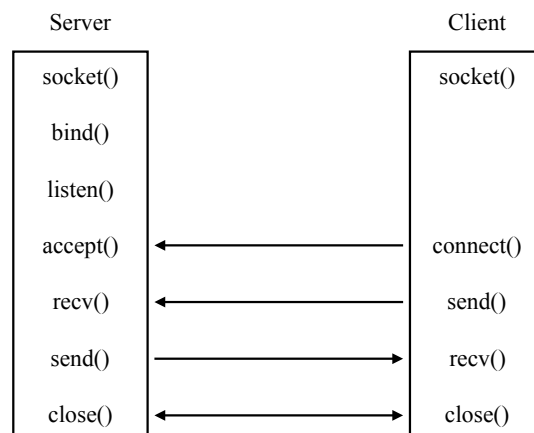 Server Client
socket() socket()
bind()
listen()
accept() connect()
recv() send()
send() recv()
close() close()